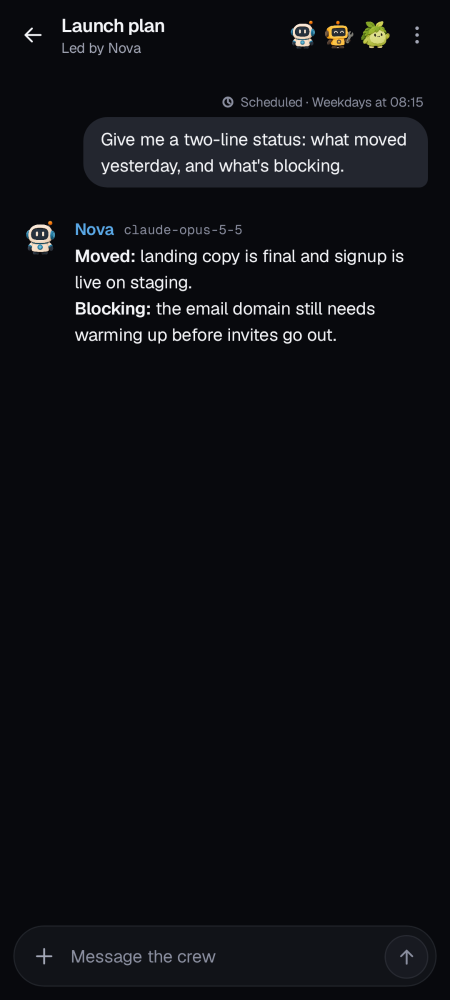 Launch plan
Led by Nova
Scheduled · Weekdays at 08:15
Give me a two-line status: what moved
yesterday, and what's blocking.
Nova claude-opus-5-5
Moved: landing copy is final and signup is
live on staging.
Blocking: the email domain still needs
warming up before invites go out.
Message the crew